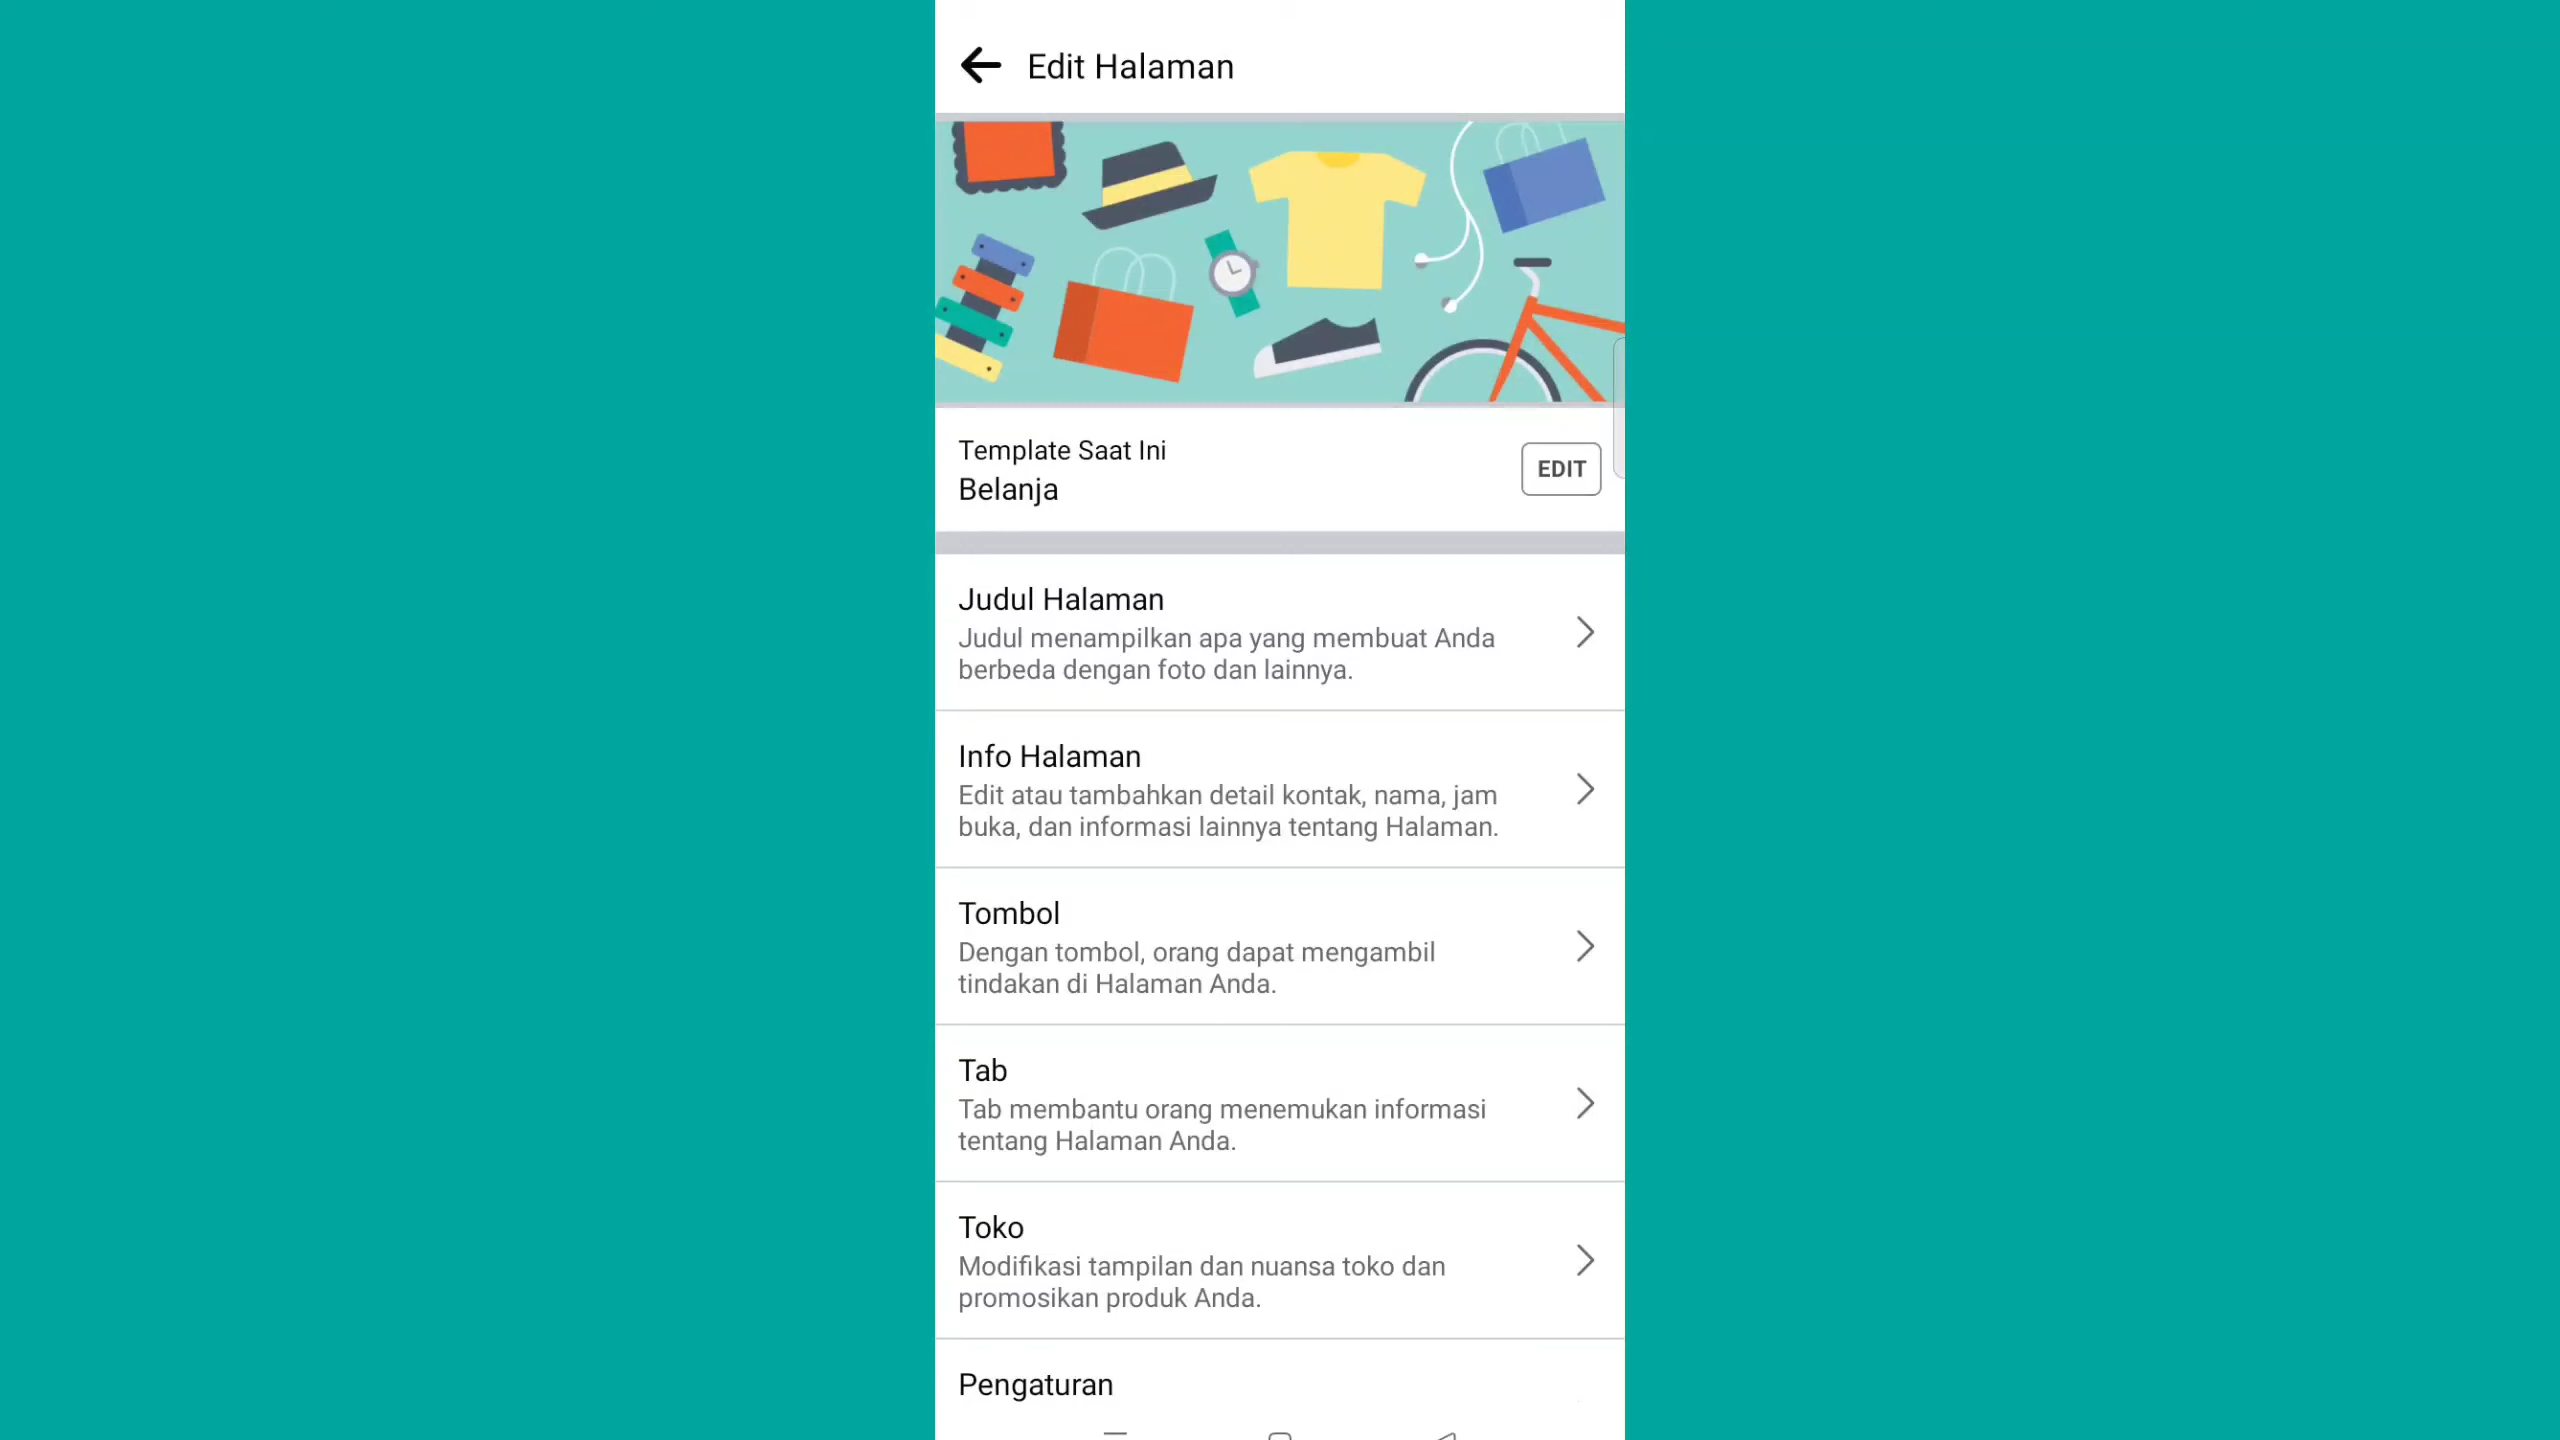 Edit Halaman
Template Saat Ini
Belanja
EDIT
Judul Halaman
Judul menampilkan apa yang membuat Anda
berbeda dengan foto dan lainnya.
Info Halaman
Edit atau tambahkan detail kontak, nama, jam
buka, dan informasi lainnya tentang Halaman.
Tombol
Dengan tombol, orang dapat mengambil
tindakan di Halaman Anda.
Tab
Tab membantu orang menemukan informasi
tentang Halaman Anda.
Toko
Modifikasi tampilan dan nuansa toko dan
promosikan produk Anda.
Pengaturan